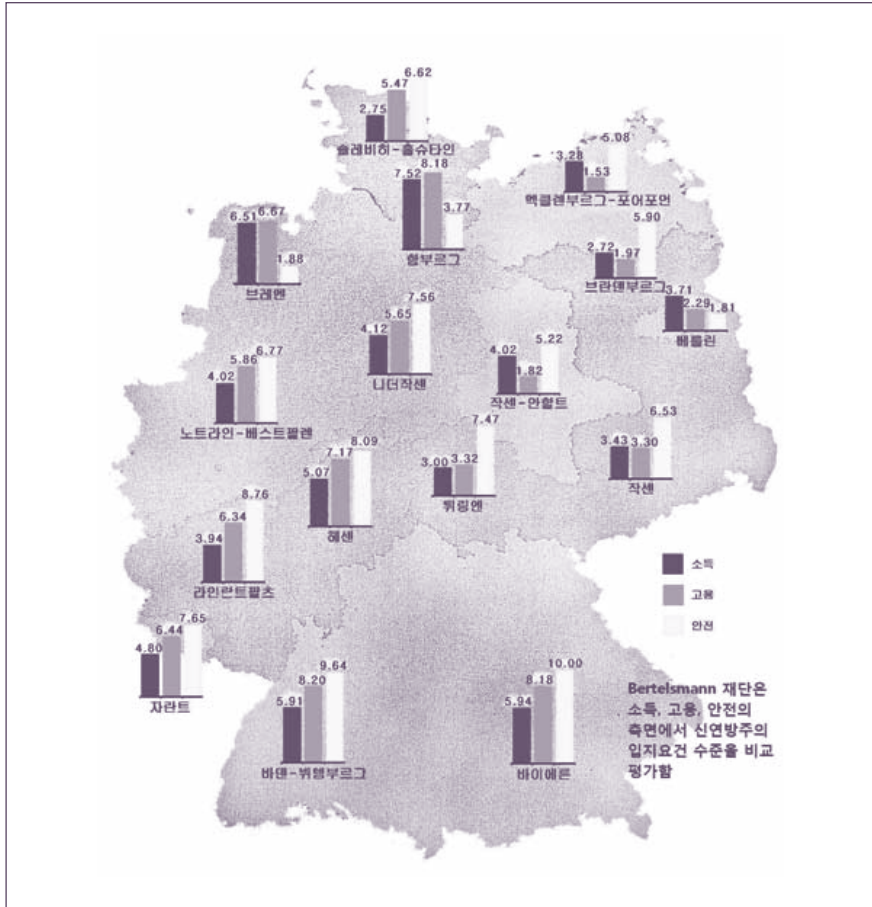 6.62
5.47
2.75
슐레비히-홀슈타인
5.08
3.28
1.53
멕클렌부르그-포어포먼
8.18
7.52
3.77
함부르그
6.51 6.67
1.88
브레멘
5.90
2.72
1.97
브란덴부르그
3.71
2.29
1.81
베를린
7.56
5.65
4.12
니더작센
5.22
4.02
1.82
작센-안할트
6.77
5.86
4.02
노트라인-베스트팔렌
6.53
3.43 3.30
작센
7.47
3.00 3.32
튀링엔
8.09
7.17
5.07
헤센
8.76
6.34
3.94
라인란트팔츠
7.65
6.44
4.80
자란트
9.64
8.20
5.91
바덴-뷔템부르그
10.00
8.18
5.94
바이에른
소득
고용
안전
Bertelsmann 재단은
소득, 고용, 안전의
측면에서 신연방주의
입지요건 수준을 비교
평가함